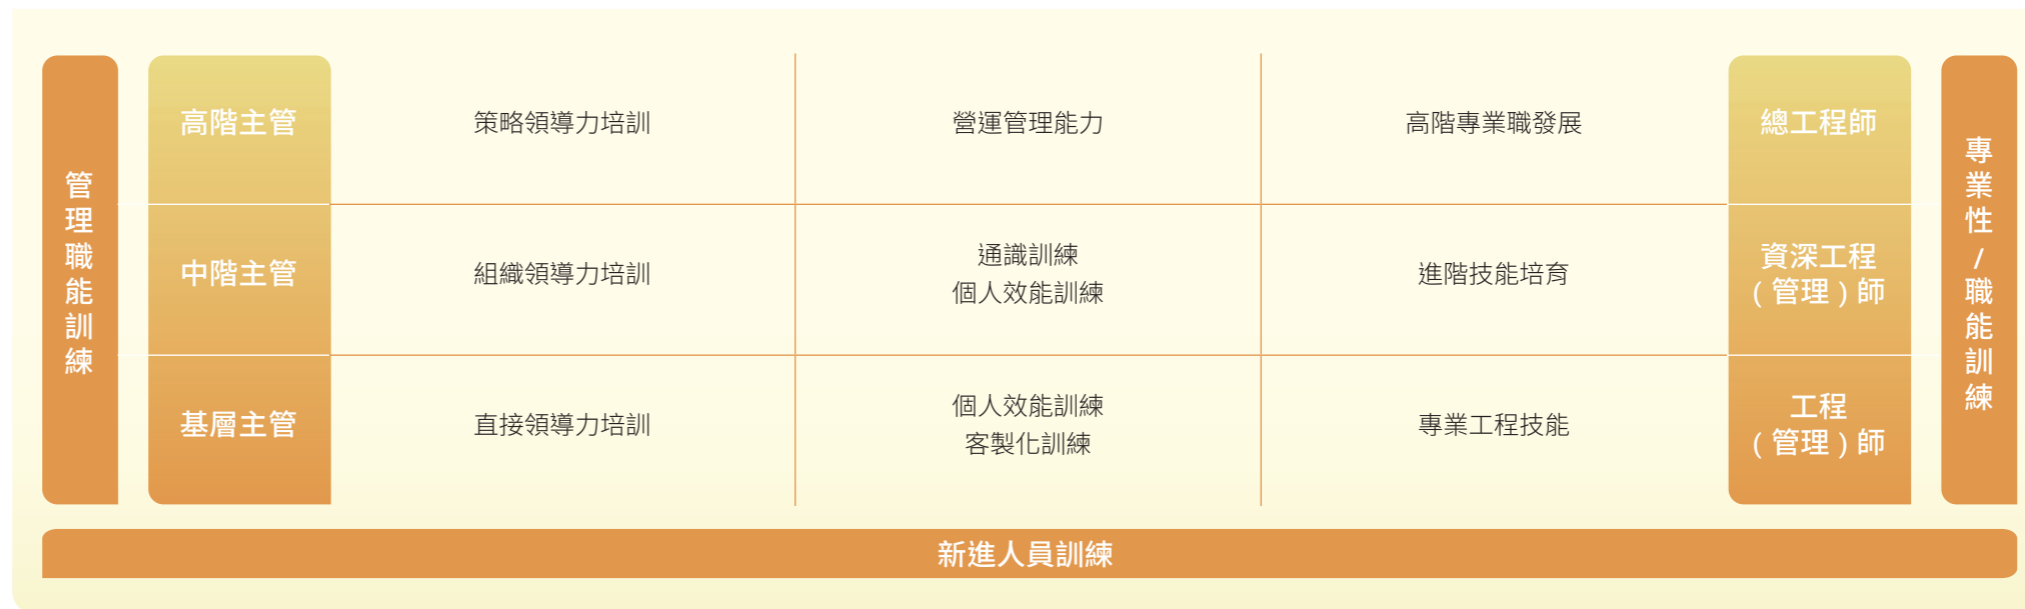 管理職能訓練
高階主管
策略領導力培訓
營運管理能力
高階專業職發展
總工程師
中階主管
組織領導力培訓
通識訓練
個人效能訓練
進階技能培育
資深工程
(管理)師
基層主管
直接領導力培訓
個人效能訓練
客製化訓練
專業工程技能
工程
(管理)師
專業性/職能訓練
新進人員訓練